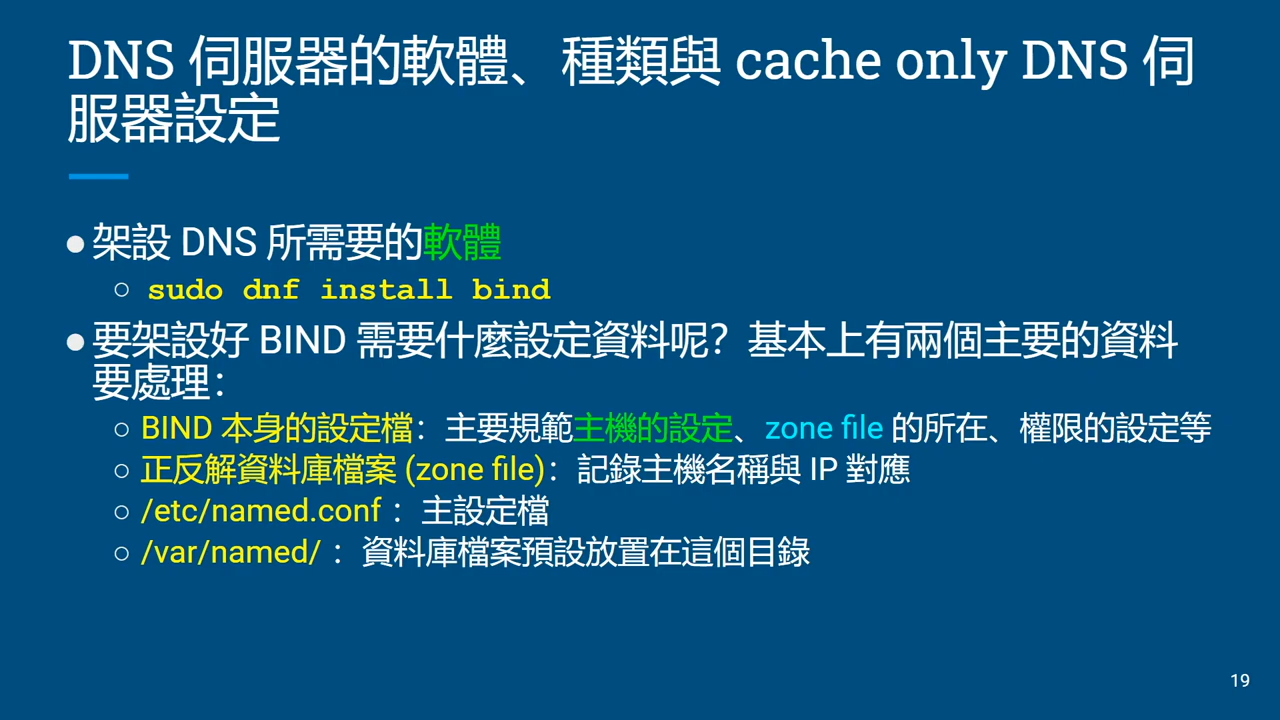 DNS 伺服器的軟體、種類與 cache only DNS 伺
服器設定
●架設 DNS 所需要的軟體
○ sudo dnf install bind
●要架設好 BIND 需要什麼設定資料呢？基本上有兩個主要的資料
要處理：
○ BIND 本身的設定檔：主要規範主機的設定、zone file 的所在、權限的設定等
○ 正反解資料庫檔案 (zone file)：記錄主機名稱與 IP 對應
○ /etc/named.conf ：主設定檔
○ /var/named/ ：資料庫檔案預設放置在這個目錄
19